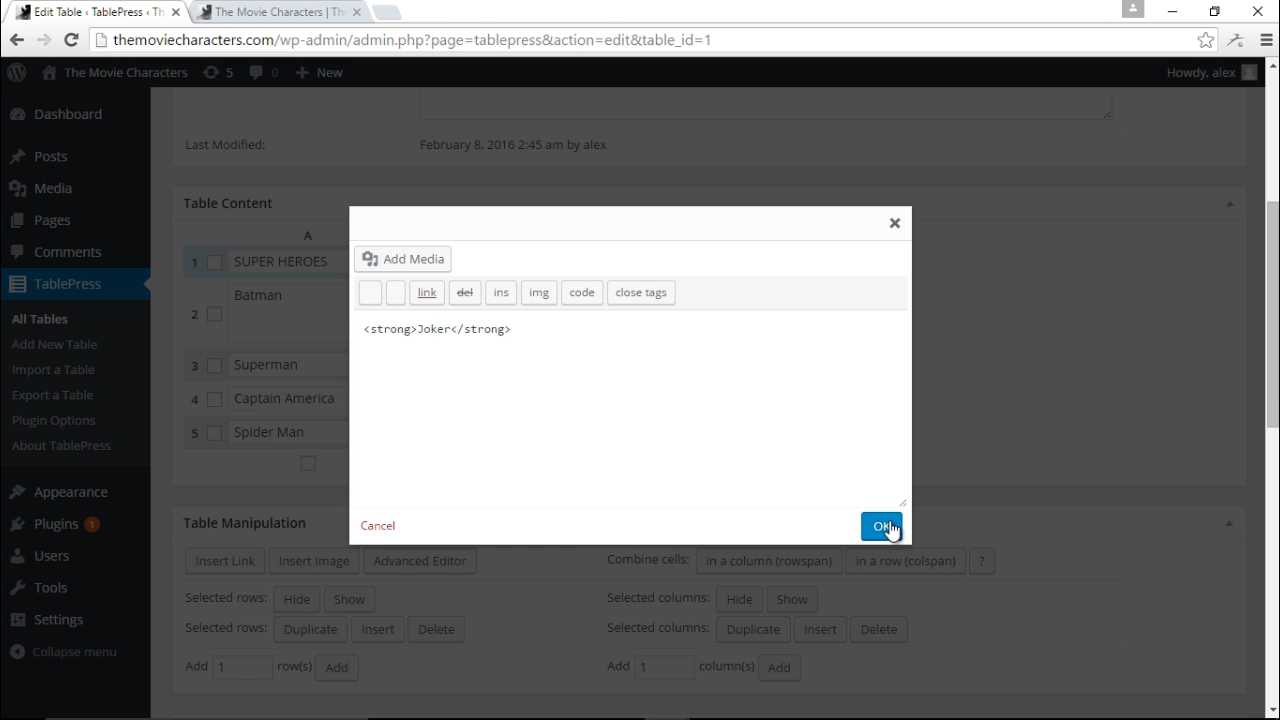 Edit Table ‹ TablePress ‹ Th
The Movie Characters | The
themoviecharacters.com/wp-admin/admin.php?page=tablepress&action=edit&table_id=1
The Movie Characters 5 0 New
Howdy, alex
Dashboard
Posts
Media
Pages
Comments
TablePress
All Tables
Add New Table
Import a Table
Export a Table
Plugin Options
About TablePress
Appearance
Plugins 1
Users
Tools
Settings
Collapse menu
Last Modified: February 8, 2016 2:45 am by alex
Table Content
A
1 SUPER HEROES
2 Batman
3 Superman
4 Captain America
5 Spider Man
Add Media
link del ins img code close tags
<strong>Joker</strong>
Cancel OK
Table Manipulation
Insert Link Insert Image Advanced Editor
Combine cells: in a column (rowspan) in a row (colspan) ?
Selected rows: Hide Show
Selected columns: Hide Show
Selected rows: Duplicate Insert Delete
Selected columns: Duplicate Insert Delete
Add 1 row(s) Add
Add 1 column(s) Add